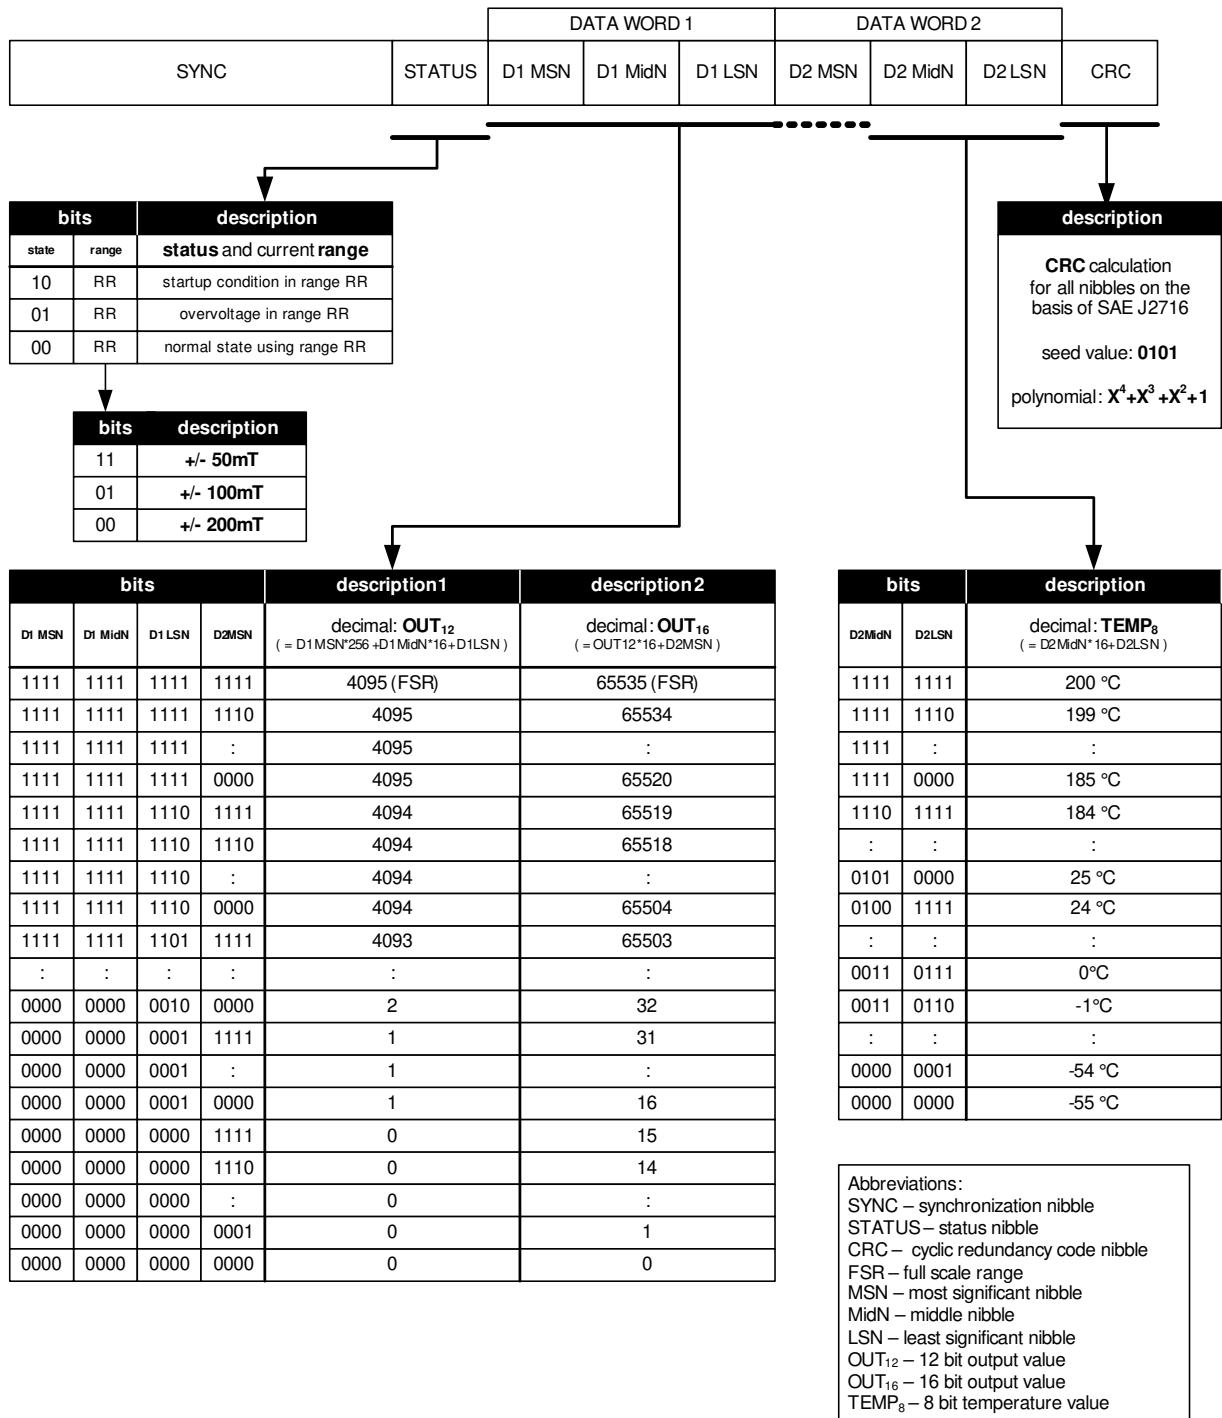 DATA WORD 1 DATA WORD 2
SYNC STATUS D1 MSN D1 MidN D1 LSN D2 MSN D2 MidN D2 LSN CRC
bits description
state range status and current range
10 RR startup condition in range RR
01 RR overvoltage in range RR
00 RR normal state using range RR
bits description
11 +/- 50mT
01 +/- 100mT
00 +/- 200mT
description
CRC calculation
for all nibbles on the
basis of SAE J2716
seed value: 0101
polynomial: X⁴+X³+X²+1
bits description1 description2
D1 MSN D1 MidN D1 LSN D2MSN decimal: OUT₁₂ decimal: OUT₁₆
( = D1MSN*256 +D1MidN*16+D1LSN ) ( = OUT12*16+D2MSN )
1111 1111 1111 1111 4095 (FSR) 65535 (FSR)
1111 1111 1111 1110 4095 65534
1111 1111 1111 : 4095 :
1111 1111 1111 0000 4095 65520
1111 1111 1110 1111 4094 65519
1111 1111 1110 1110 4094 65518
1111 1111 1110 : 4094 :
1111 1111 1110 0000 4094 65504
1111 1111 1101 1111 4093 65503
: : : : : :
0000 0000 0010 0000 2 32
0000 0000 0001 1111 1 31
0000 0000 0001 : 1 :
0000 0000 0001 0000 1 16
0000 0000 0000 1111 0 15
0000 0000 0000 1110 0 14
0000 0000 0000 : 0 :
0000 0000 0000 0001 0 1
0000 0000 0000 0000 0 0
bits description
D2MidN D2LSN decimal: TEMP₈
( = D2MidN*16+D2LSN )
1111 1111 200 °C
1111 1110 199 °C
1111 : :
1111 0000 185 °C
1110 1111 184 °C
: : :
0101 0000 25 °C
0100 1111 24 °C
: : :
0011 0111 0°C
0011 0110 -1°C
: : :
0000 0001 -54 °C
0000 0000 -55 °C
Abbreviations:
SYNC – synchronization nibble
STATUS – status nibble
CRC – cyclic redundancy code nibble
FSR – full scale range
MSN – most significant nibble
MidN – middle nibble
LSN – least significant nibble
OUT₁₂ – 12 bit output value
OUT₁₆ – 16 bit output value
TEMP₈ – 8 bit temperature value